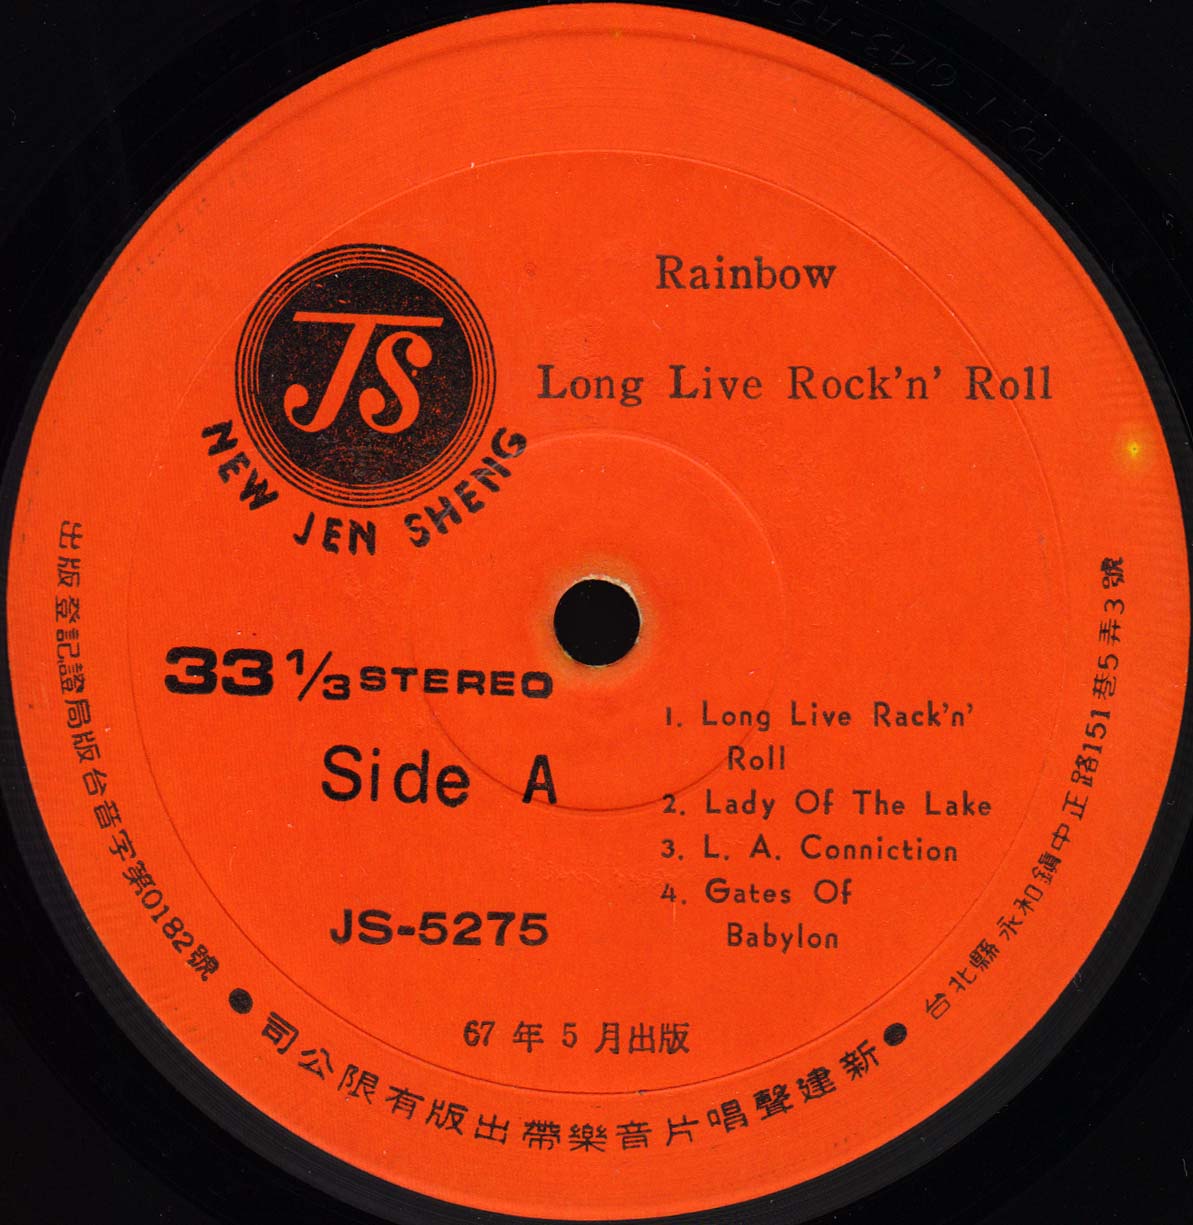 Rainbow
Long Live Rock'n' Roll
JS
NEW JEN SHENG
33 1/3 STEREO
Side A
JS-5275
1. Long Live Rack'n'
Roll
2. Lady Of The Lake
3. L. A. Conniction
4. Gates Of
Babylon
67 年 5 月出版
出版登記證局版台音字第0182號
新建聲唱片音樂帶出版有限公司
台北縣永和鎮中正路151巷5弄3號